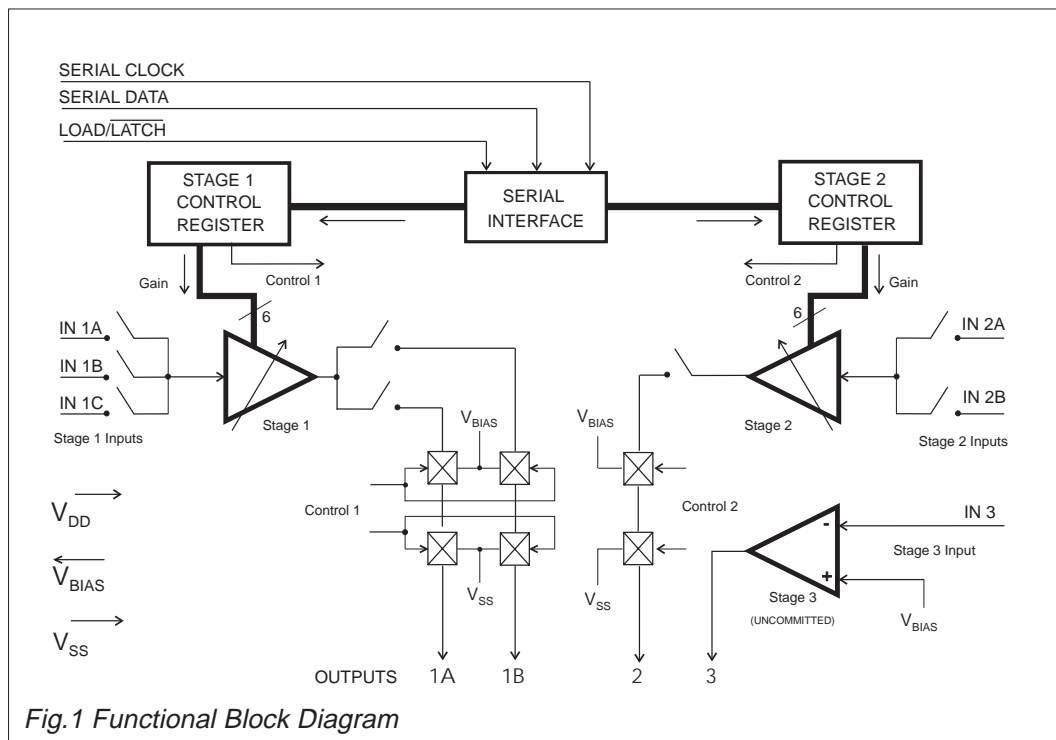 SERIAL CLOCK
SERIAL DATA
LOAD/LATCH
STAGE 1
CONTROL
REGISTER
SERIAL
INTERFACE
STAGE 2
CONTROL
REGISTER
Gain
Control 1
Control 2
Gain
6
6
IN 1A
IN 1B
IN 1C
Stage 1 Inputs
Stage 1
Stage 2
IN 2A
IN 2B
Stage 2 Inputs
VBIAS
VBIAS
Control 1
Control 2
VSS
VSS
VDD
VBIAS
VSS
IN 3
Stage 3 Input
-
+
Stage 3
(UNCOMMITTED)
VBIAS
OUTPUTS 1A 1B 2 3
Fig.1 Functional Block Diagram